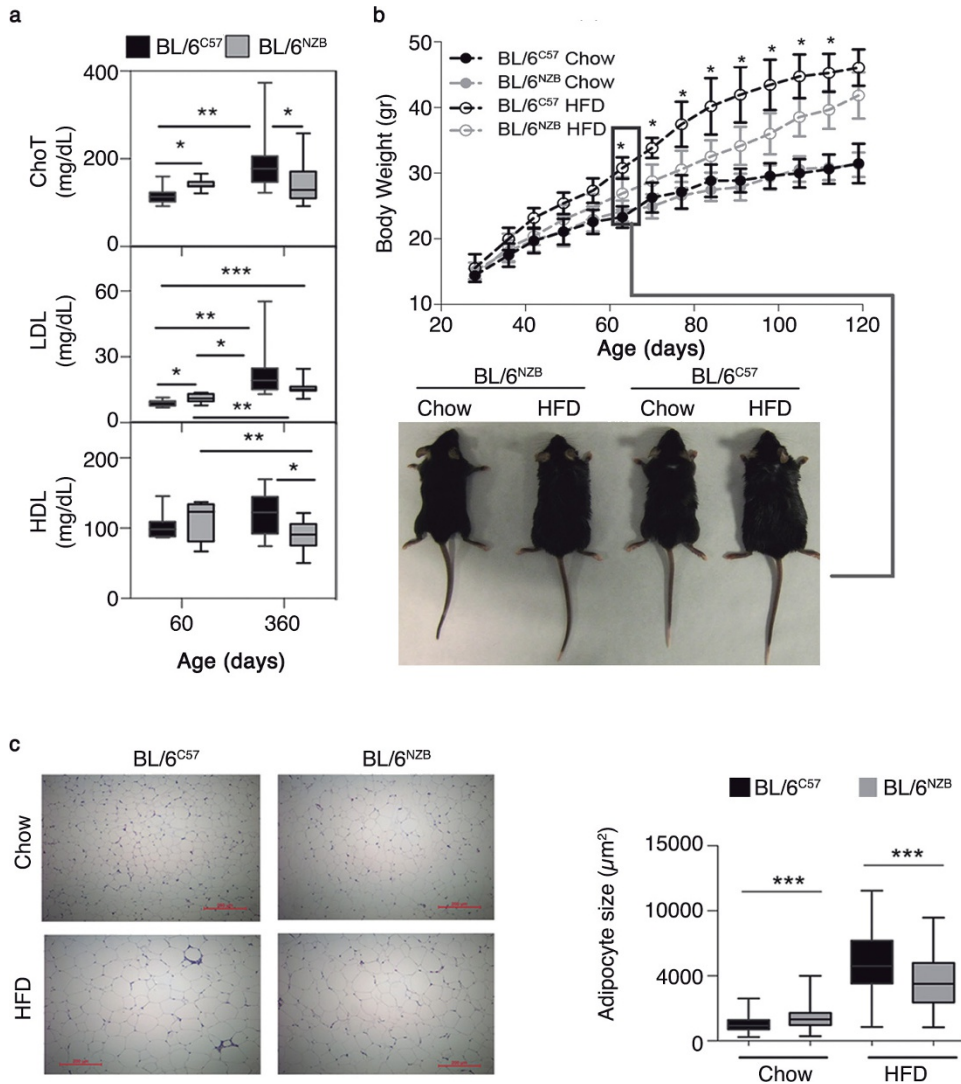 a
BL/6C57 BL/6NZB
400
200
0
ChoT
(mg/dL)
** *
*
60
30
0
LDL
(mg/dL)
***
**
*
*
**
200
100
0
HDL
(mg/dL)
**
*
60 360
Age (days)
b
50
40
30
20
10
Body Weight (gr)
BL/6C57 Chow
BL/6NZB Chow
BL/6C57 HFD
BL/6NZB HFD
* * * * * * * *
20 40 60 80 100 120
Age (days)
BL/6NZB BL/6C57
Chow HFD Chow HFD
c
BL/6C57 BL/6NZB
Chow
HFD
BL/6C57 BL/6NZB
15000
10000
4000
0
Adipocyte size (µm²)
*** ***
Chow HFD